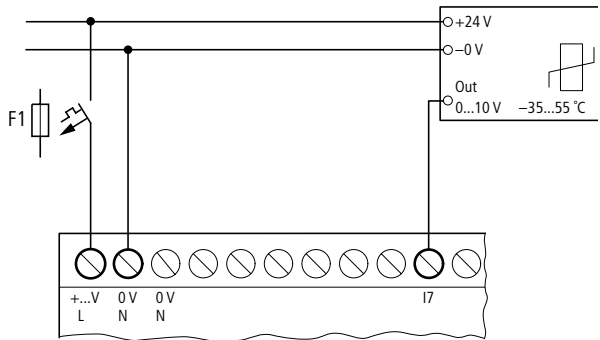 +24 V
–0 V
Out
0...10 V –35...55 °C
F1
+...V 0 V 0 V I7
L N N